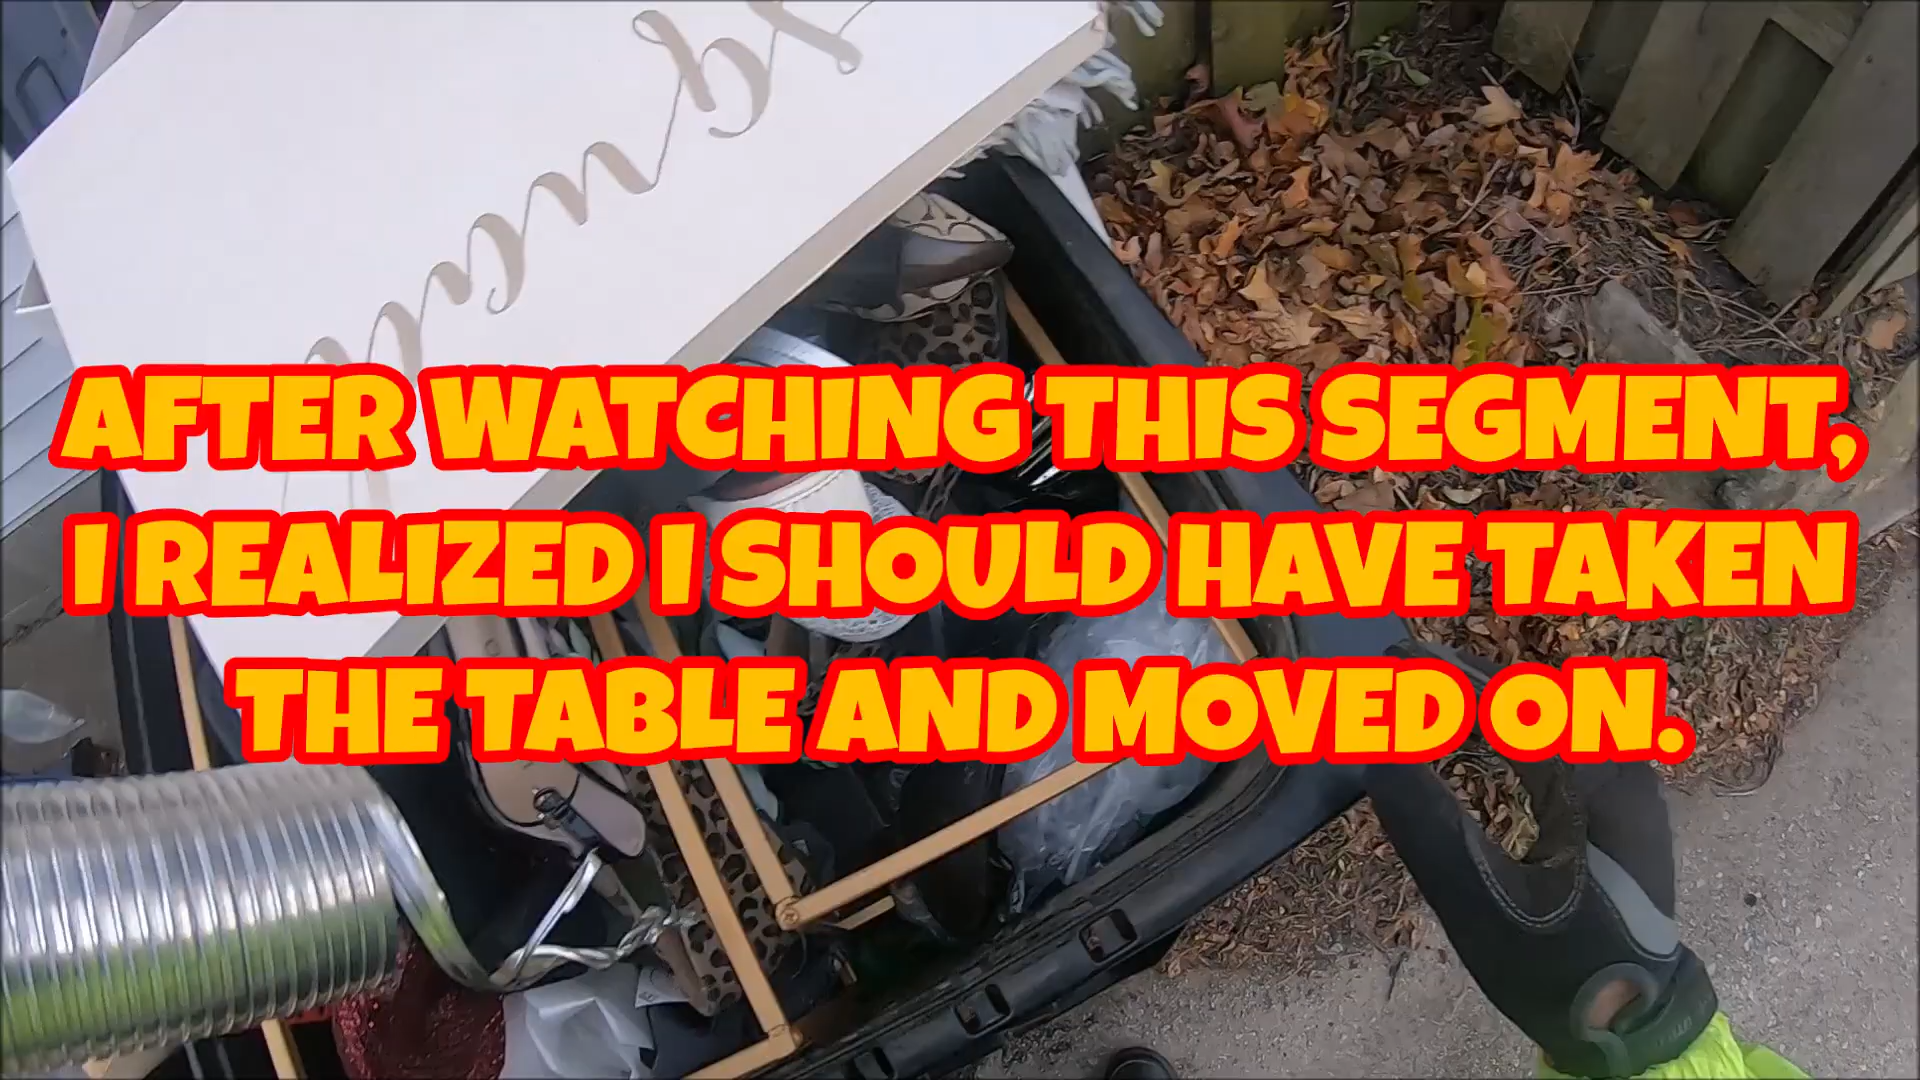 AFTER WATCHING THIS SEGMENT,
I REALIZED I SHOULD HAVE TAKEN
THE TABLE AND MOVED ON.